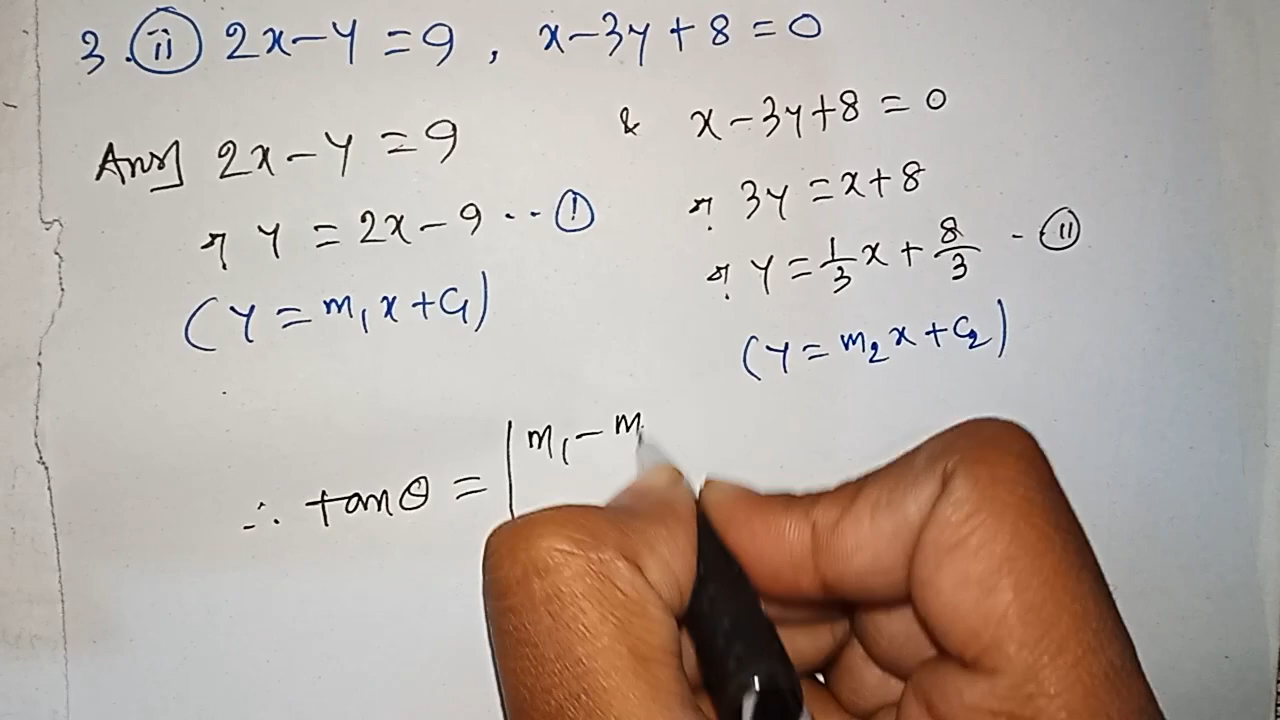 3. ii 2x-y=9, x-3y+8=0
Ans] 2x-y=9 & x-3y+8=0
বা, 3y=x+8
বা, y=2x-9 --- (i)
বা, y=1/3x+8/3 -- (ii)
(y=m₁x+c₁)
(y=m₂x+c₂)
∴ tanθ = |m₁-m